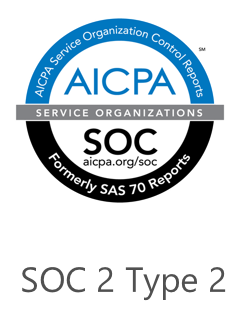 AICPA Service Organization Control Reports
SM
AICPA
SERVICE ORGANIZATIONS
SOC
aicpa.org/soc
Formerly SAS 70 Reports
SOC 2 Type 2